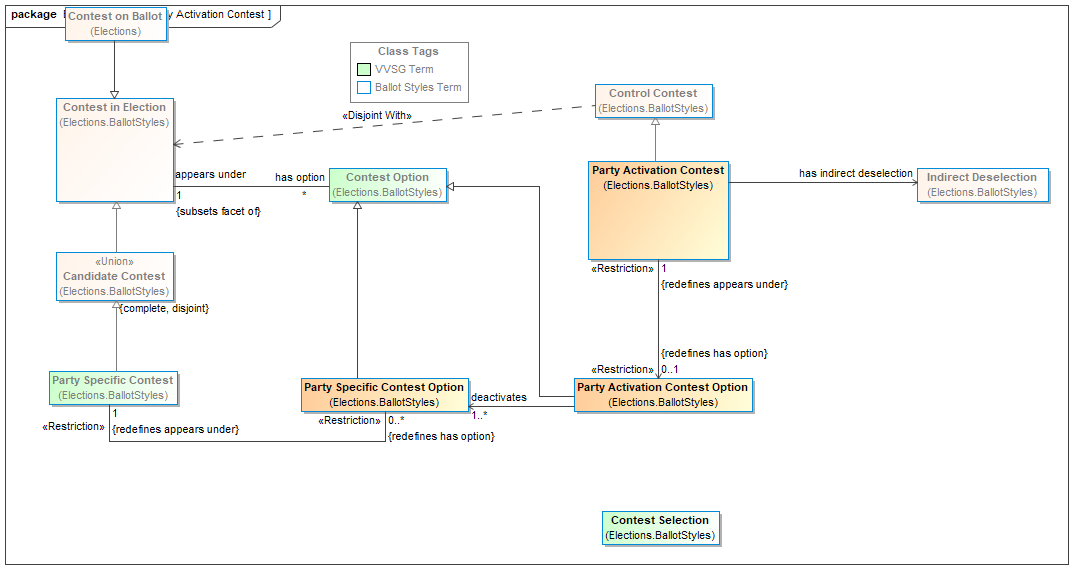 package
y Activation Contest ]
Contest on Ballot
(Elections)
Class Tags
VVSG Term
Ballot Styles Term
Contest in Election
(Elections.BallotStyles)
Control Contest
(Elections.BallotStyles)
«Disjoint With»
appears under
1
{subsets facet of}
has option
*
Contest Option
(Elections.BallotStyles)
Party Activation Contest
(Elections.BallotStyles)
has indirect deselection
Indirect Deselection
(Elections.BallotStyles)
«Union»
Candidate Contest
(Elections.BallotStyles)
{complete, disjoint}
«Restriction»
1
{redefines appears under}
{redefines has option}
«Restriction»
0..1
Party Specific Contest
(Elections.BallotStyles)
Party Specific Contest Option
(Elections.BallotStyles)
deactivates
1..*
Party Activation Contest Option
(Elections.BallotStyles)
«Restriction»
1
{redefines appears under}
«Restriction»
0..*
{redefines has option}
Contest Selection
(Elections.BallotStyles)